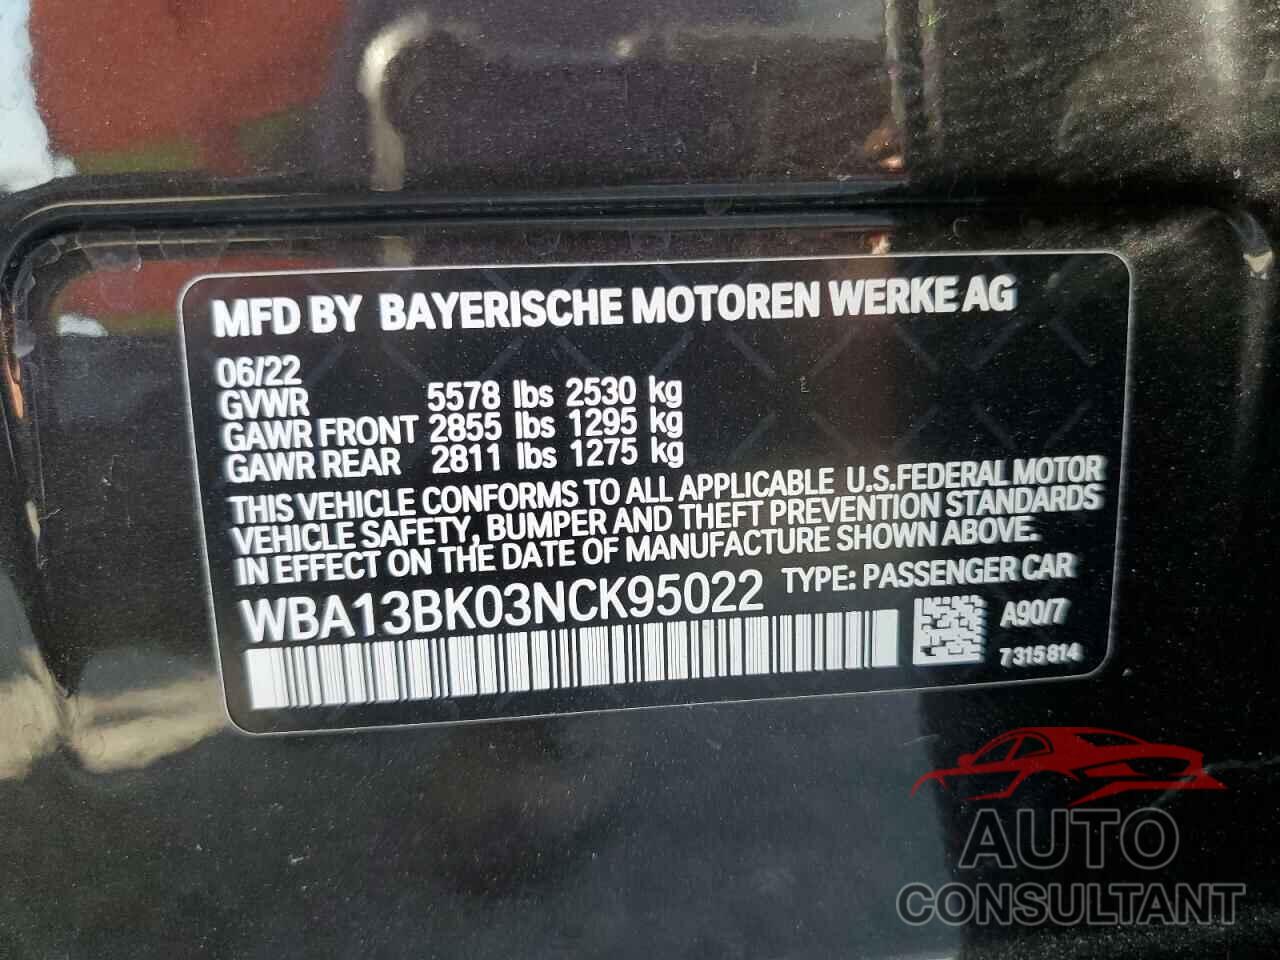 MFD BY BAYERISCHE MOTOREN WERKE AG
06/22
GVWR 5578 lbs 2530 kg
GAWR FRONT 2855 lbs 1295 kg
GAWR REAR 2811 lbs 1275 kg
THIS VEHICLE CONFORMS TO ALL APPLICABLE U.S.FEDERAL MOTOR
VEHICLE SAFETY, BUMPER AND THEFT PREVENTION STANDARDS
IN EFFECT ON THE DATE OF MANUFACTURE SHOWN ABOVE.
WBA13BK03NCK95022 TYPE: PASSENGER CAR
A90/7
7315814
AUTO
CONSULTANT